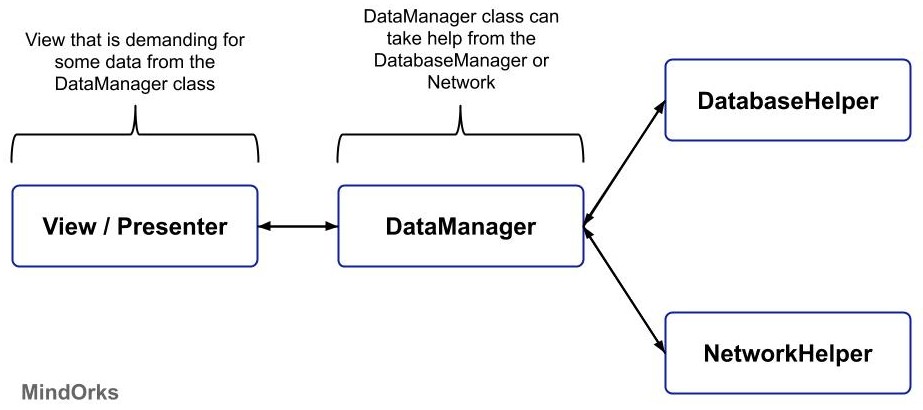 View that is demanding for
some data from the
DataManager class
DataManager class can
take help from the
DatabaseManager or
Network
DatabaseHelper
View / Presenter
DataManager
NetworkHelper
MindOrks